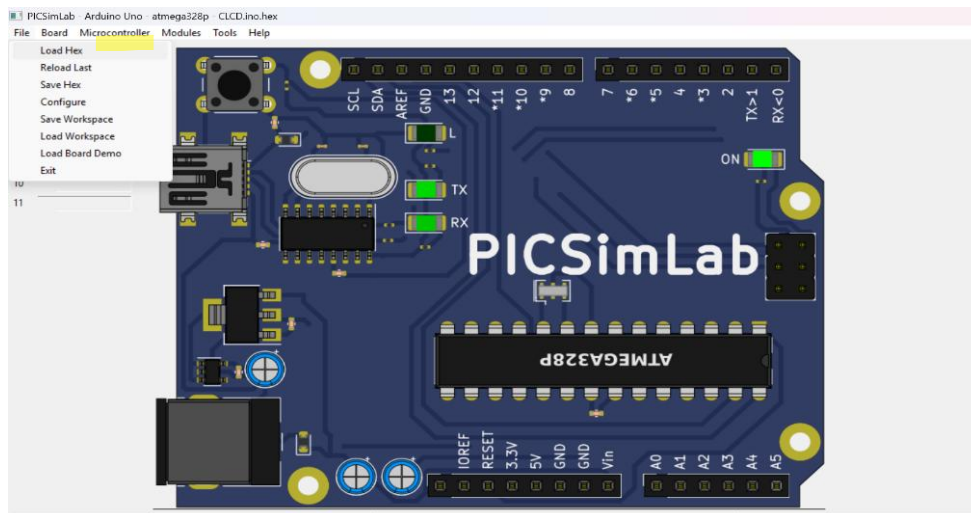 PICSimLab - Arduino Uno - atmega328p - CLCD.ino.hex
File Board Microcontroller Modules Tools Help
Load Hex
Reload Last
Save Hex
Configure
Save Workspace
Load Workspace
Load Board Demo
Exit
10
11
SCL SDA AREF GND 13 12 *11 *10 *9 8 7 *6 *5 4 *3 2 TX>1 RX<0
L
ON
TX
RX
PICSimLab
ATMEGA328P
IOREF RESET 3.3V 5V GND GND Vin A0 A1 A2 A3 A4 A5